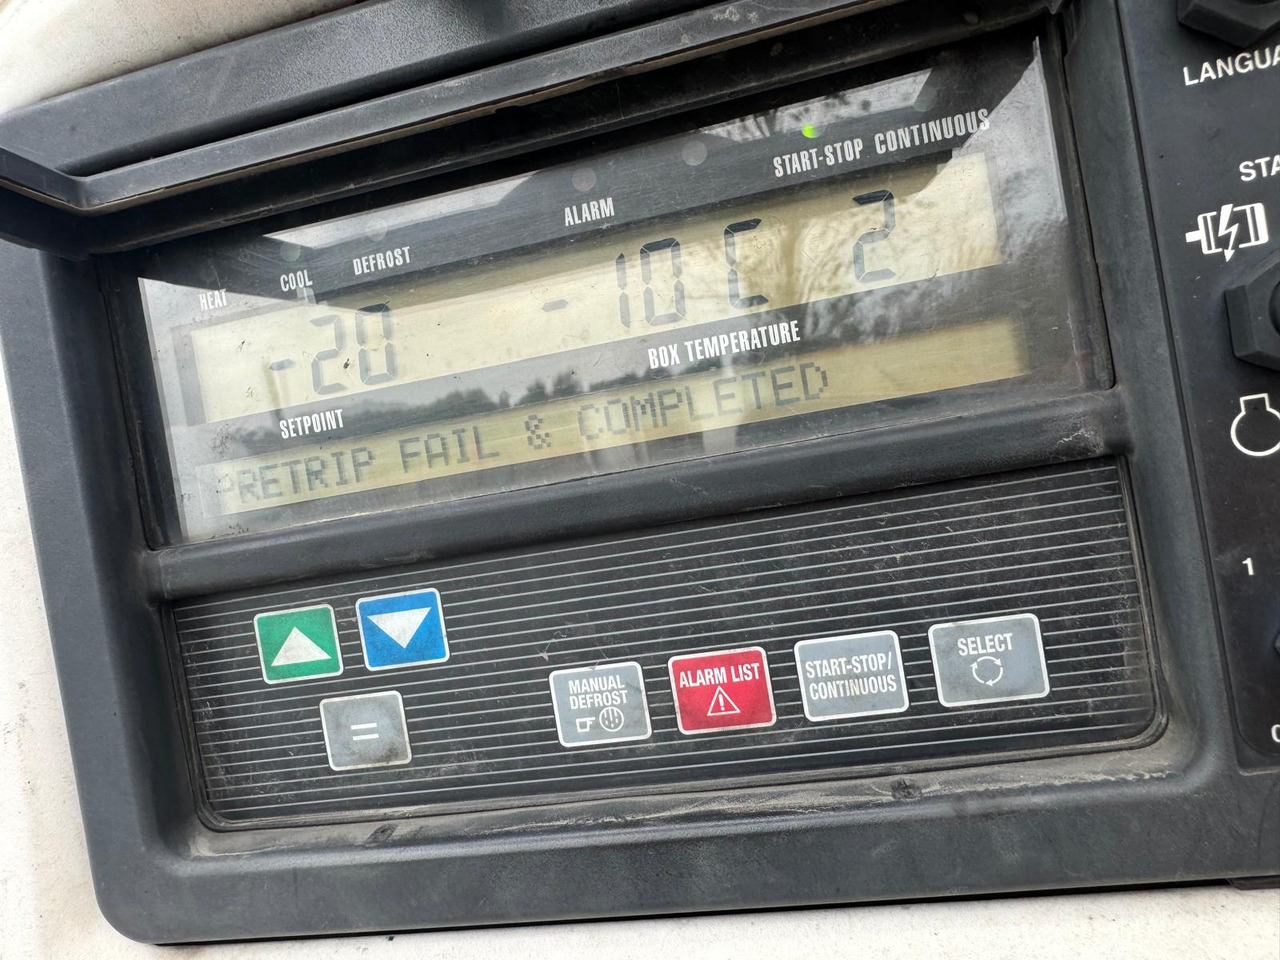 LANGUA
START-STOP CONTINUOUS
STA
ALARM
HEAT COOL DEFROST
-20 -10 C 2
SETPOINT BOX TEMPERATURE
PRETRIP FAIL & COMPLETED
=
MANUAL
DEFROST
ALARM LIST
START-STOP/
CONTINUOUS
SELECT
1